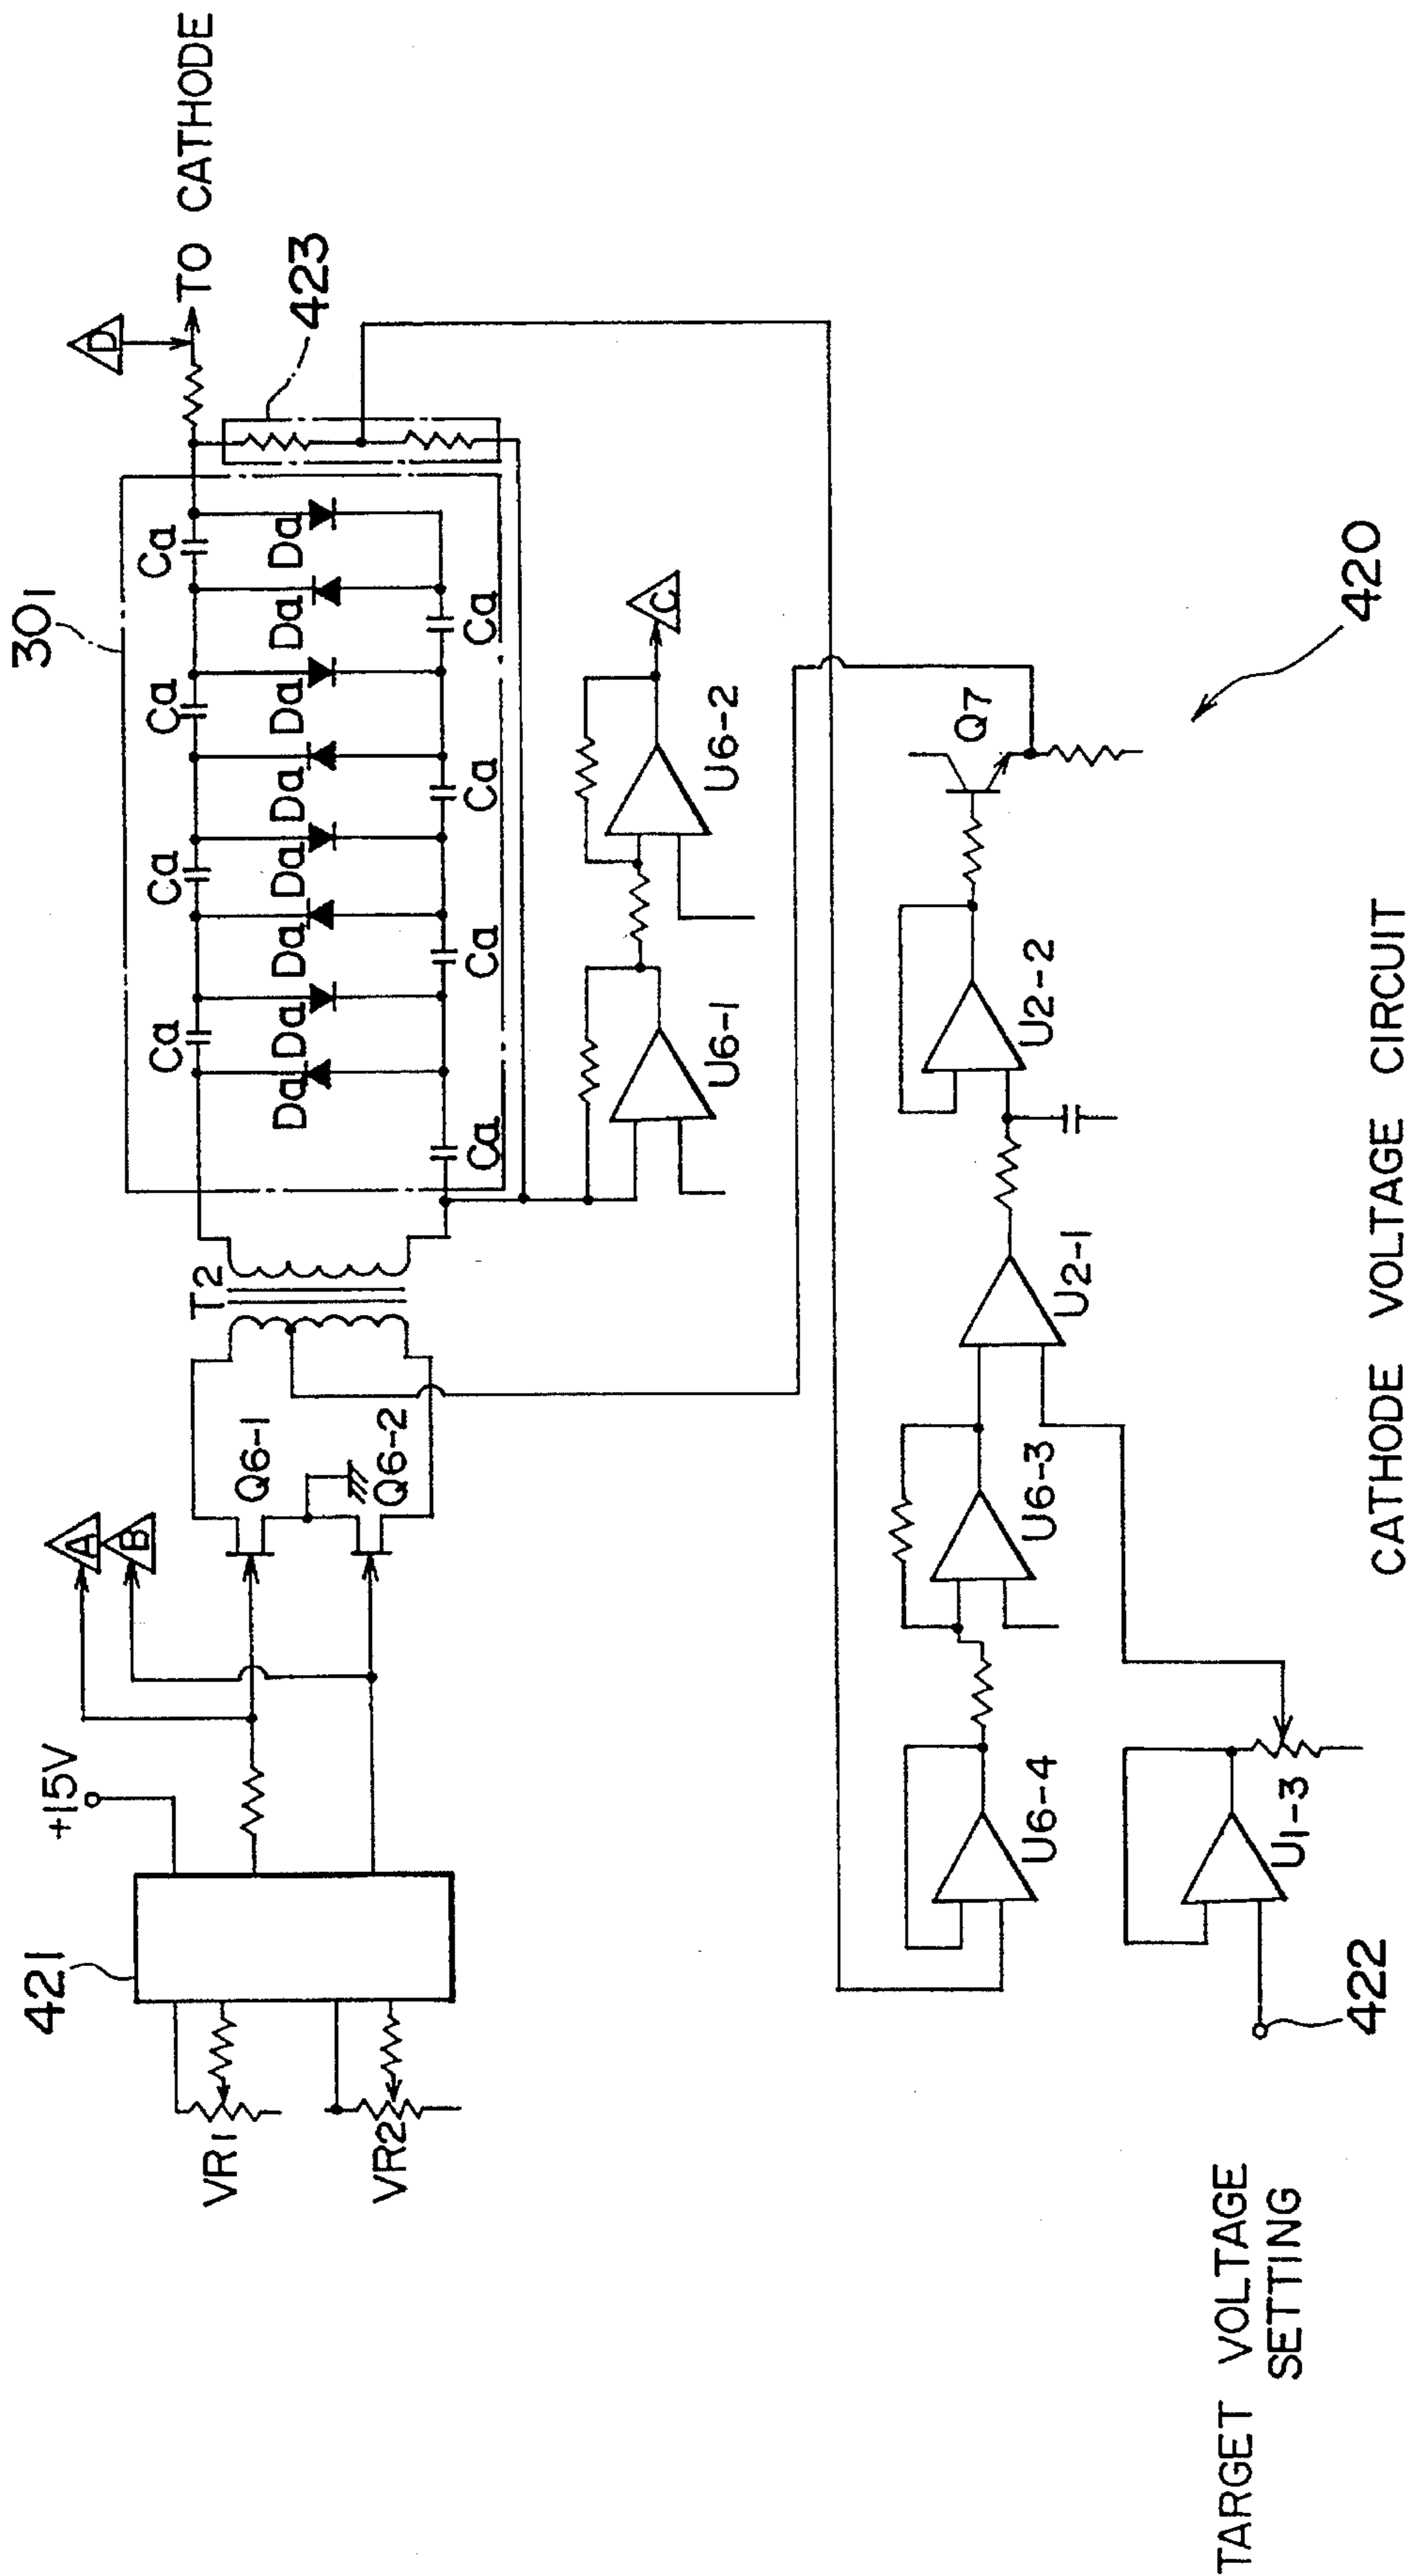 301
TO CATHODE
D
423
Ca
Ca
Ca
Ca
Da
Da
Da
Da
Da
Da
Da
Da
Ca
Ca
Ca
Ca
T2
A
B
Q6-1
Q6-2
+15V
421
VR1
VR2
U6-1
U6-2
C
Q7
U2-2
U2-1
U6-3
U6-4
U1-3
422
420
TARGET VOLTAGE
SETTING
CATHODE VOLTAGE CIRCUIT